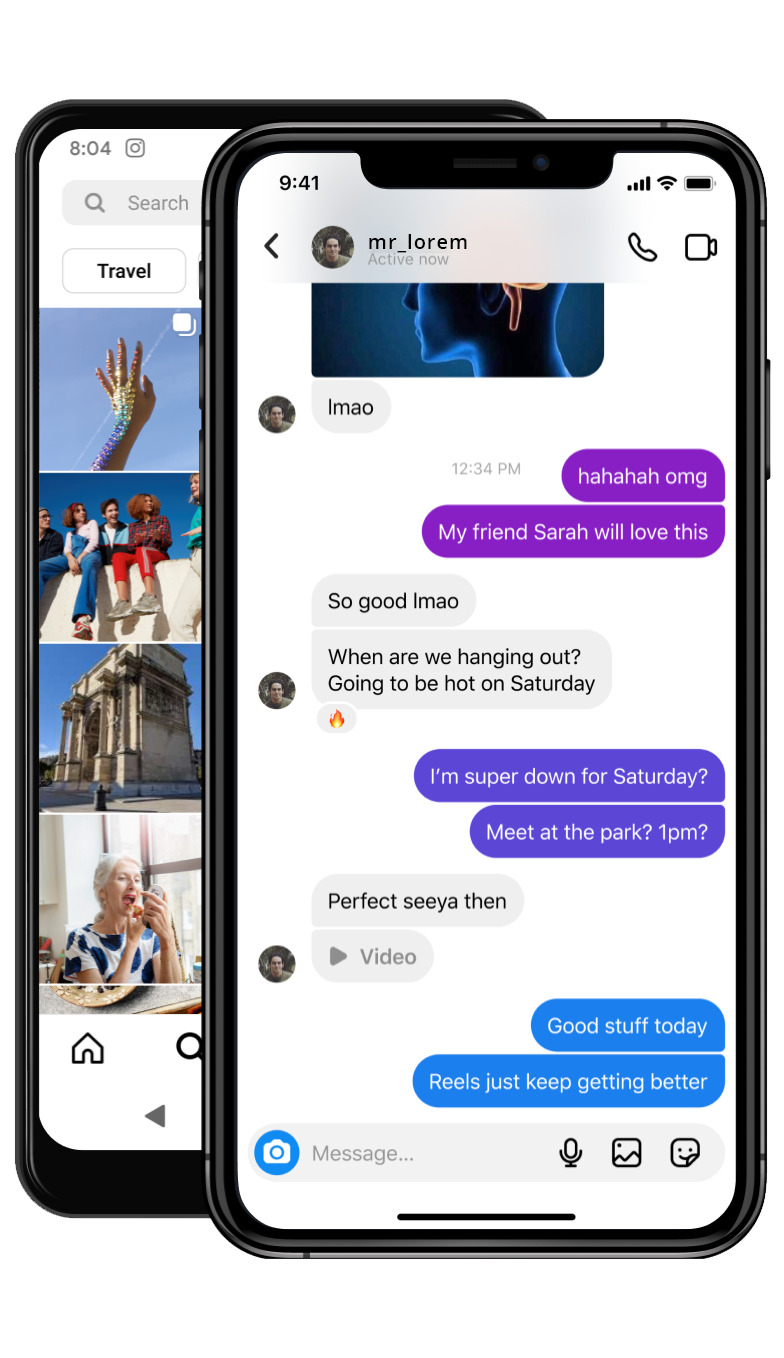 8:04
Search
Travel
9:41
mr_lorem
Active now
lmao
12:34 PM
hahahah omg
My friend Sarah will love this
So good lmao
When are we hanging out?
Going to be hot on Saturday
I’m super down for Saturday?
Meet at the park? 1pm?
Perfect seeya then
Video
Good stuff today
Reels just keep getting better
Message...